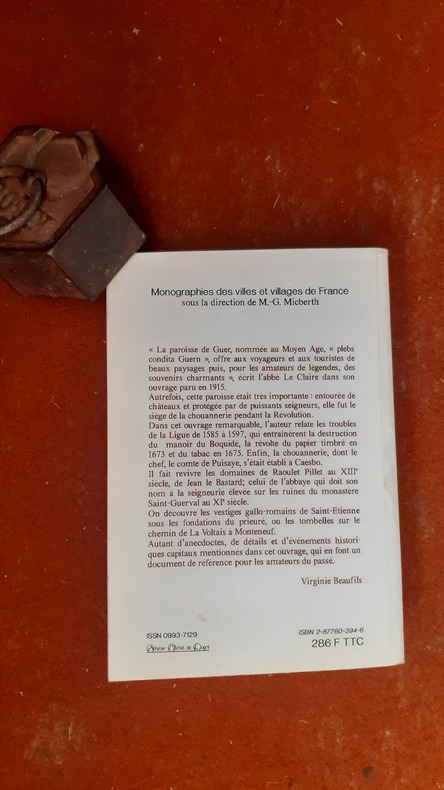 Monographies des villes et villages de France
sous la direction de M.-G. Micberth
« La paroisse de Guer, nommée au Moyen Age, « plebs
condita Guern », offre aux voyageurs et aux touristes de
beaux paysages puis, pour les amateurs de légendes, des
souvenirs charmants », écrit l'abbé Le Claire dans son
ouvrage paru en 1915.
Autrefois, cette paroisse était très importante : entourée de
châteaux et protégée par de puissants seigneurs, elle fut le
siège de la chouannerie pendant la Révolution.
Dans cet ouvrage remarquable, l'auteur relate les troubles
de la Ligue de 1585 à 1597, qui entraînèrent la destruction
du manoir du Boquidé, la révolte du papier timbré en
1673 et du tabac en 1675. Enfin, la chouannerie, dont le
chef, le comte de Puisaye, s'était établi à Caesbo.
Il fait revivre les domaines de Raoulet Pillet au XIIIe
siècle, de Jean le Bastard; celui de l'abbaye qui doit son
nom à la seigneurie élevée sur les ruines du monastère
Saint-Guerval au XIe siècle.
On découvre les vestiges gallo-romains de Saint-Etienne
sous les fondations du prieuré, ou les tombelles sur le
chemin de La Voltais à Monteneuf.
Autant d'anecdotes, de détails et d'événements histori-
ques capitaux mentionnés dans cet ouvrage, qui en font un
document de référence pour les amateurs du passé.
Virginie Beaufils
ISSN 0993-7129
ISBN 2-87760-394-6
286 F TTC